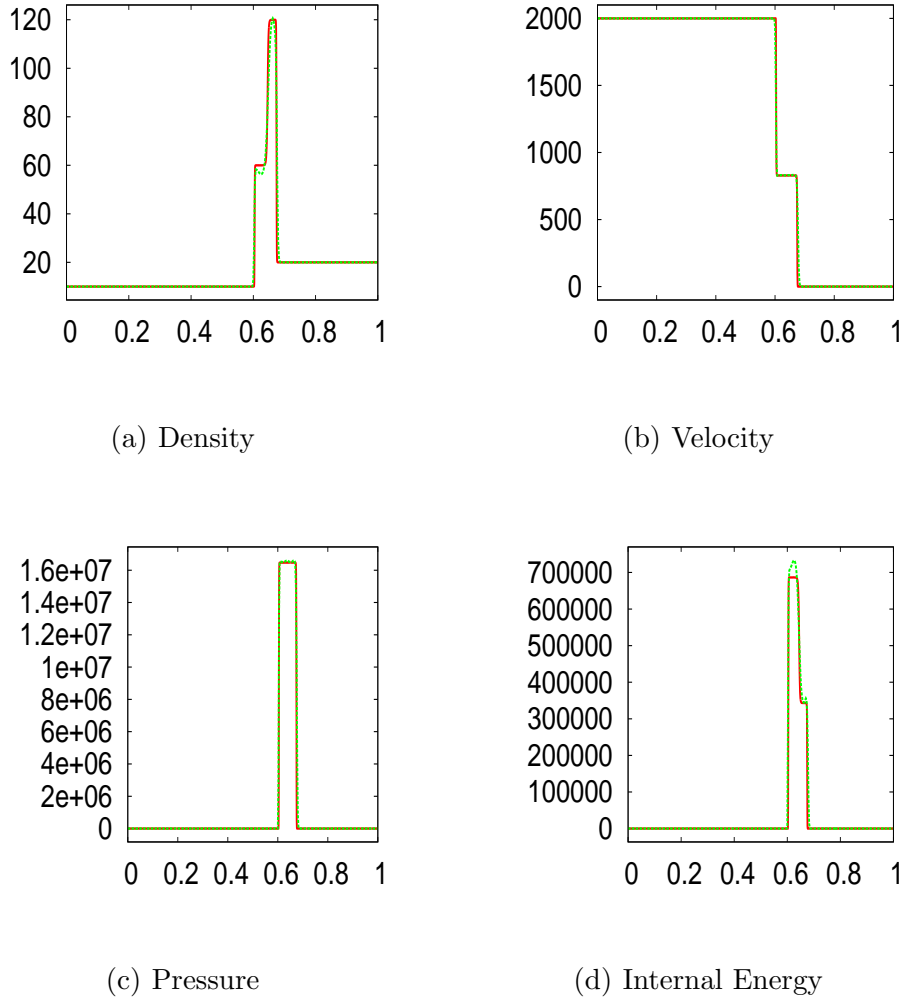 120
100
80
60
40
20
0 0.2 0.4 0.6 0.8 1
(a) Density
2000
1500
1000
500
0
0 0.2 0.4 0.6 0.8 1
(b) Velocity
1.6e+07
1.4e+07
1.2e+07
1e+07
8e+06
6e+06
4e+06
2e+06
0
0 0.2 0.4 0.6 0.8 1
(c) Pressure
700000
600000
500000
400000
300000
200000
100000
0
0 0.2 0.4 0.6 0.8 1
(d) Internal Energy